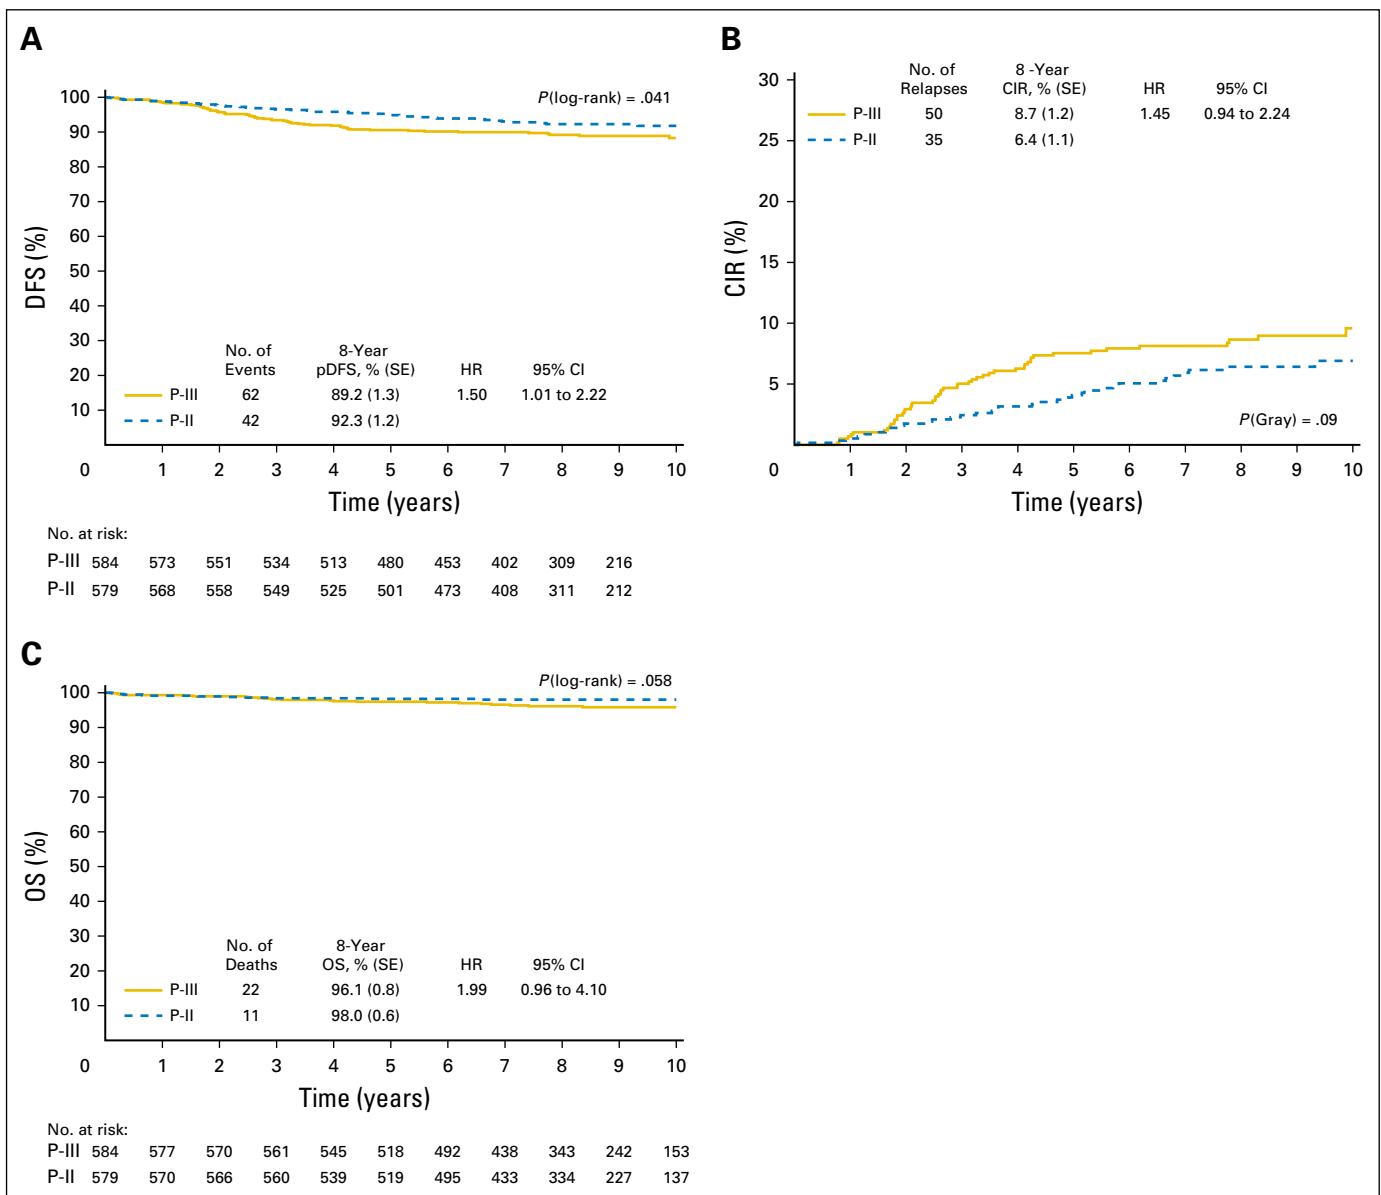 A
P(log-rank) = .041
100
90
80
70
60
50
40
30
20
10
0
DFS (%)
No. of Events 8-Year pDFS, % (SE) HR 95% CI
P-III 62 89.2 (1.3) 1.50 1.01 to 2.22
P-II 42 92.3 (1.2)
1 2 3 4 5 6 7 8 9 10
Time (years)
No. at risk:
P-III 584 573 551 534 513 480 453 402 309 216
P-II 579 568 558 549 525 501 473 408 311 212
B
No. of Relapses 8 -Year CIR, % (SE) HR 95% CI
P-III 50 8.7 (1.2) 1.45 0.94 to 2.24
P-II 35 6.4 (1.1)
30
25
20
15
10
5
0
CIR (%)
P(Gray) = .09
1 2 3 4 5 6 7 8 9 10
Time (years)
C
P(log-rank) = .058
100
90
80
70
60
50
40
30
20
10
0
OS (%)
No. of Deaths 8-Year OS, % (SE) HR 95% CI
P-III 22 96.1 (0.8) 1.99 0.96 to 4.10
P-II 11 98.0 (0.6)
1 2 3 4 5 6 7 8 9 10
Time (years)
No. at risk:
P-III 584 577 570 561 545 518 492 438 343 242 153
P-II 579 570 566 560 539 519 495 433 334 227 137